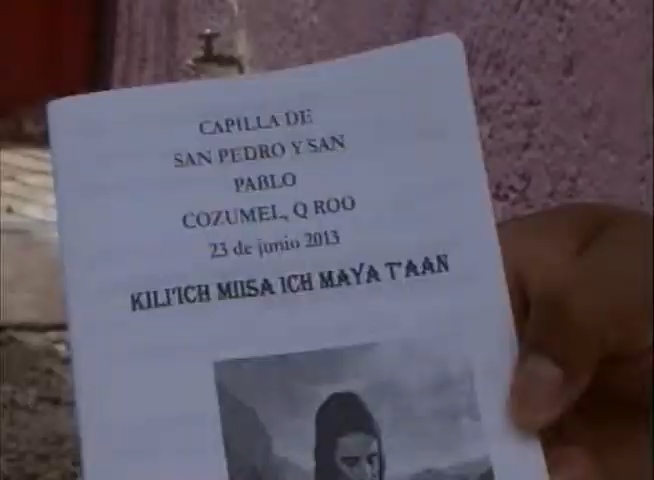 CAPILLA DE
SAN PEDRO Y SAN
PABLO
COZUMEL, Q ROO
23 de junio 2013
KILI'ICH MIISA ICH MAYA T'AAN